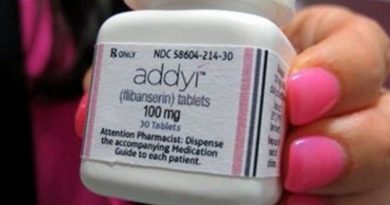 ℞ ONLY NDC 58604-214-30
addyi™
(flibanserin) tablets
100 mg
30 Tablets
Attention Pharmacist: Dispense
the accompanying Medication
Guide to each patient.